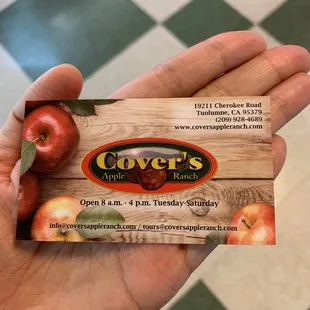 19211 Cherokee Road
Tuolumne, CA 95379
(209) 928-4689
www.coversappleranch.com
Cover's
Apple Ranch
Open 8 a.m. - 4 p.m. Tuesday-Saturday
info@coversappleranch.com / tours@coversappleranch.com